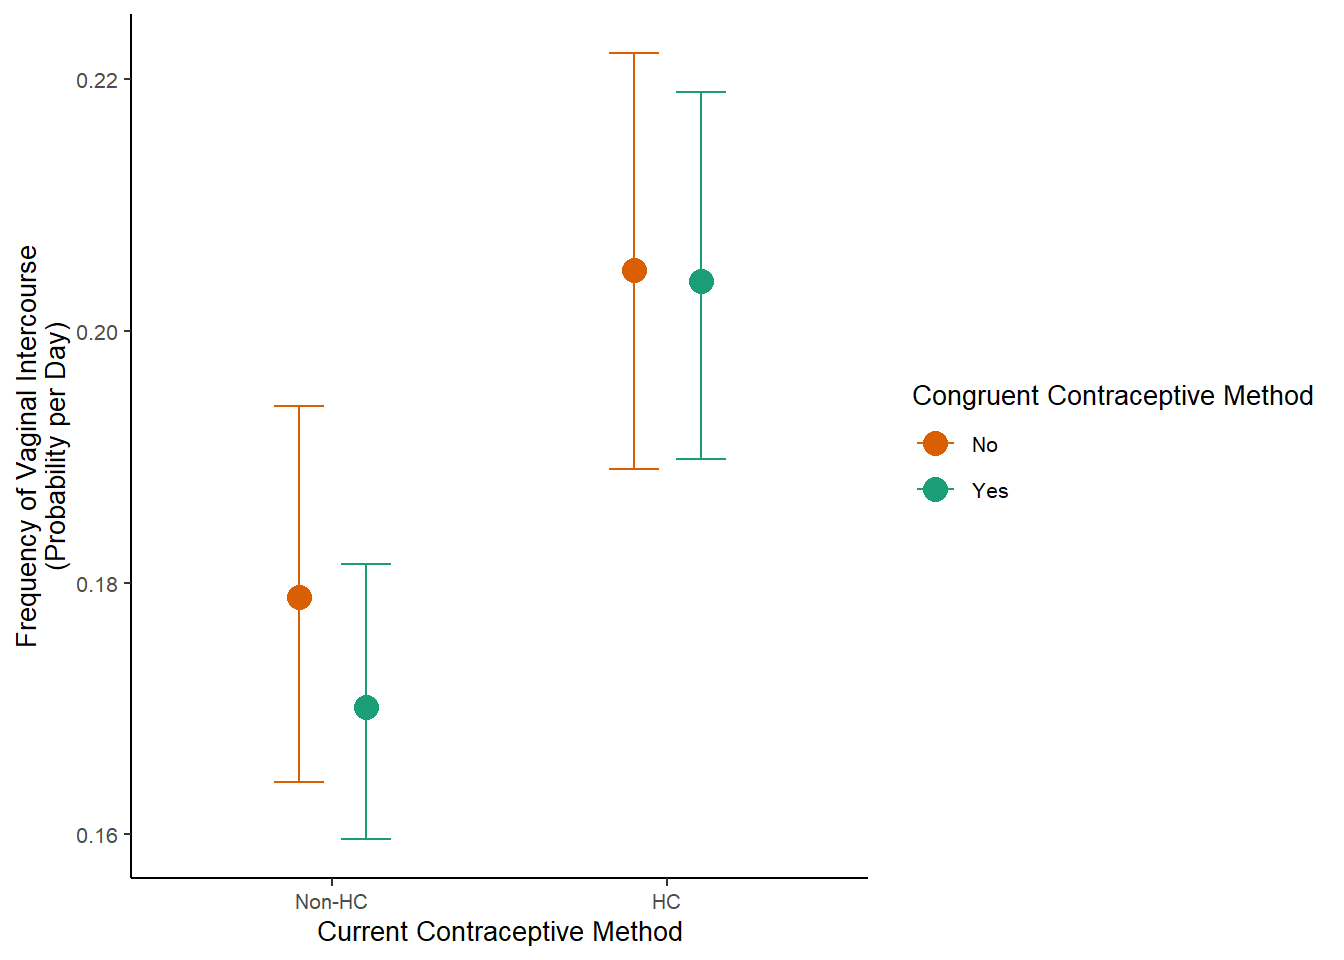 Frequency of Vaginal Intercourse
(Probability per Day)
0.22
0.20
0.18
0.16
Non-HC
HC
Current Contraceptive Method
Congruent Contraceptive Method
No
Yes